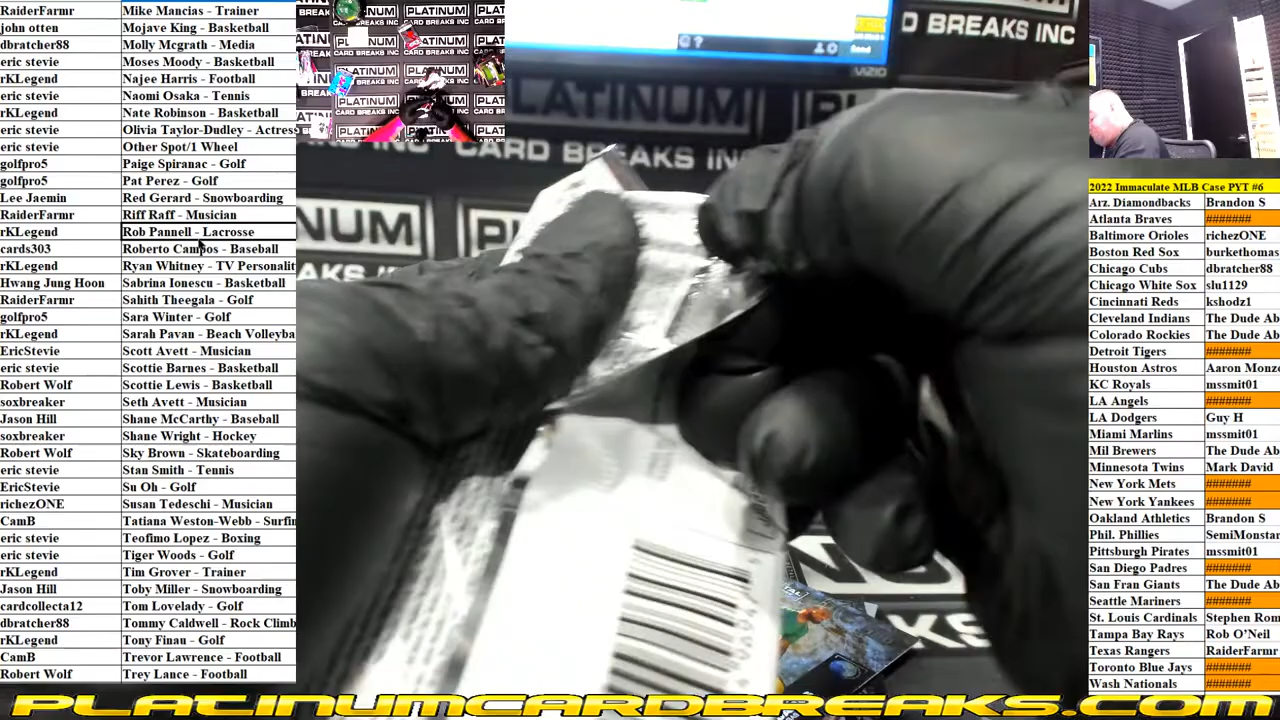 RaiderFarmr Mike Mancias - Trainer
john otten Mojave King - Basketball
dbratcher88 Molly Mcgrath - Media
eric stevie Moses Moody - Basketball
rKLegend Najee Harris - Football
eric stevie Naomi Osaka - Tennis
rKLegend Nate Robinson - Basketball
eric stevie Olivia Taylor-Dudley - Actress
eric stevie Other Spot/1 Wheel
golfpro5 Paige Spiranac - Golf
golfpro5 Pat Perez - Golf
Lee Jaemin Red Gerard - Snowboarding
RaiderFarmr Riff Raff - Musician
rKLegend Rob Pannell - Lacrosse
cards303 Roberto Campos - Baseball
rKLegend Ryan Whitney - TV Personalit
Hwang Jung Hoon Sabrina Ionescu - Basketball
RaiderFarmr Sahith Theegala - Golf
golfpro5 Sara Winter - Golf
rKLegend Sarah Pavan - Beach Volleyba
EricStevie Scott Avett - Musician
eric stevie Scottie Barnes - Basketball
Robert Wolf Scottie Lewis - Basketball
soxbreaker Seth Avett - Musician
Jason Hill Shane McCarthy - Baseball
soxbreaker Shane Wright - Hockey
Robert Wolf Sky Brown - Skateboarding
eric stevie Stan Smith - Tennis
EricStevie Su Oh - Golf
richezONE Susan Tedeschi - Musician
CamB Tatiana Weston-Webb - Surfin
eric stevie Teofimo Lopez - Boxing
eric stevie Tiger Woods - Golf
rKLegend Tim Grover - Trainer
Jason Hill Toby Miller - Snowboarding
cardcollecta12 Tom Lovelady - Golf
dbratcher88 Tommy Caldwell - Rock Climb
rKLegend Tony Finau - Golf
CamB Trevor Lawrence - Football
Robert Wolf Trey Lance - Football
PLATINUM
CARD BREAKS INC
Send
VIZIO
CARD BREAKS INC
NUM
2022 Immaculate MLB Case PYT #6
Arz. Diamondbacks Brandon S
Atlanta Braves #######
Baltimore Orioles richezONE
Boston Red Sox burkethomas
Chicago Cubs dbratcher88
Chicago White Sox slu1129
Cincinnati Reds kshodz1
Cleveland Indians The Dude Ab
Colorado Rockies The Dude Ab
Detroit Tigers #######
Houston Astros Aaron Monze
KC Royals mssmit01
LA Angels #######
LA Dodgers Guy H
Miami Marlins mssmit01
Mil Brewers The Dude Ab
Minnesota Twins Mark David
New York Mets #######
New York Yankees #######
Oakland Athletics Brandon S
Phil. Phillies SemiMonstar
Pittsburgh Pirates mssmit01
San Diego Padres #######
San Fran Giants The Dude Ab
Seattle Mariners #######
St. Louis Cardinals Stephen Rom
Tampa Bay Rays Rob O'Neil
Texas Rangers RaiderFarmr
Toronto Blue Jays #######
Wash Nationals #######
PLATINUMCARDBREAKS.COM